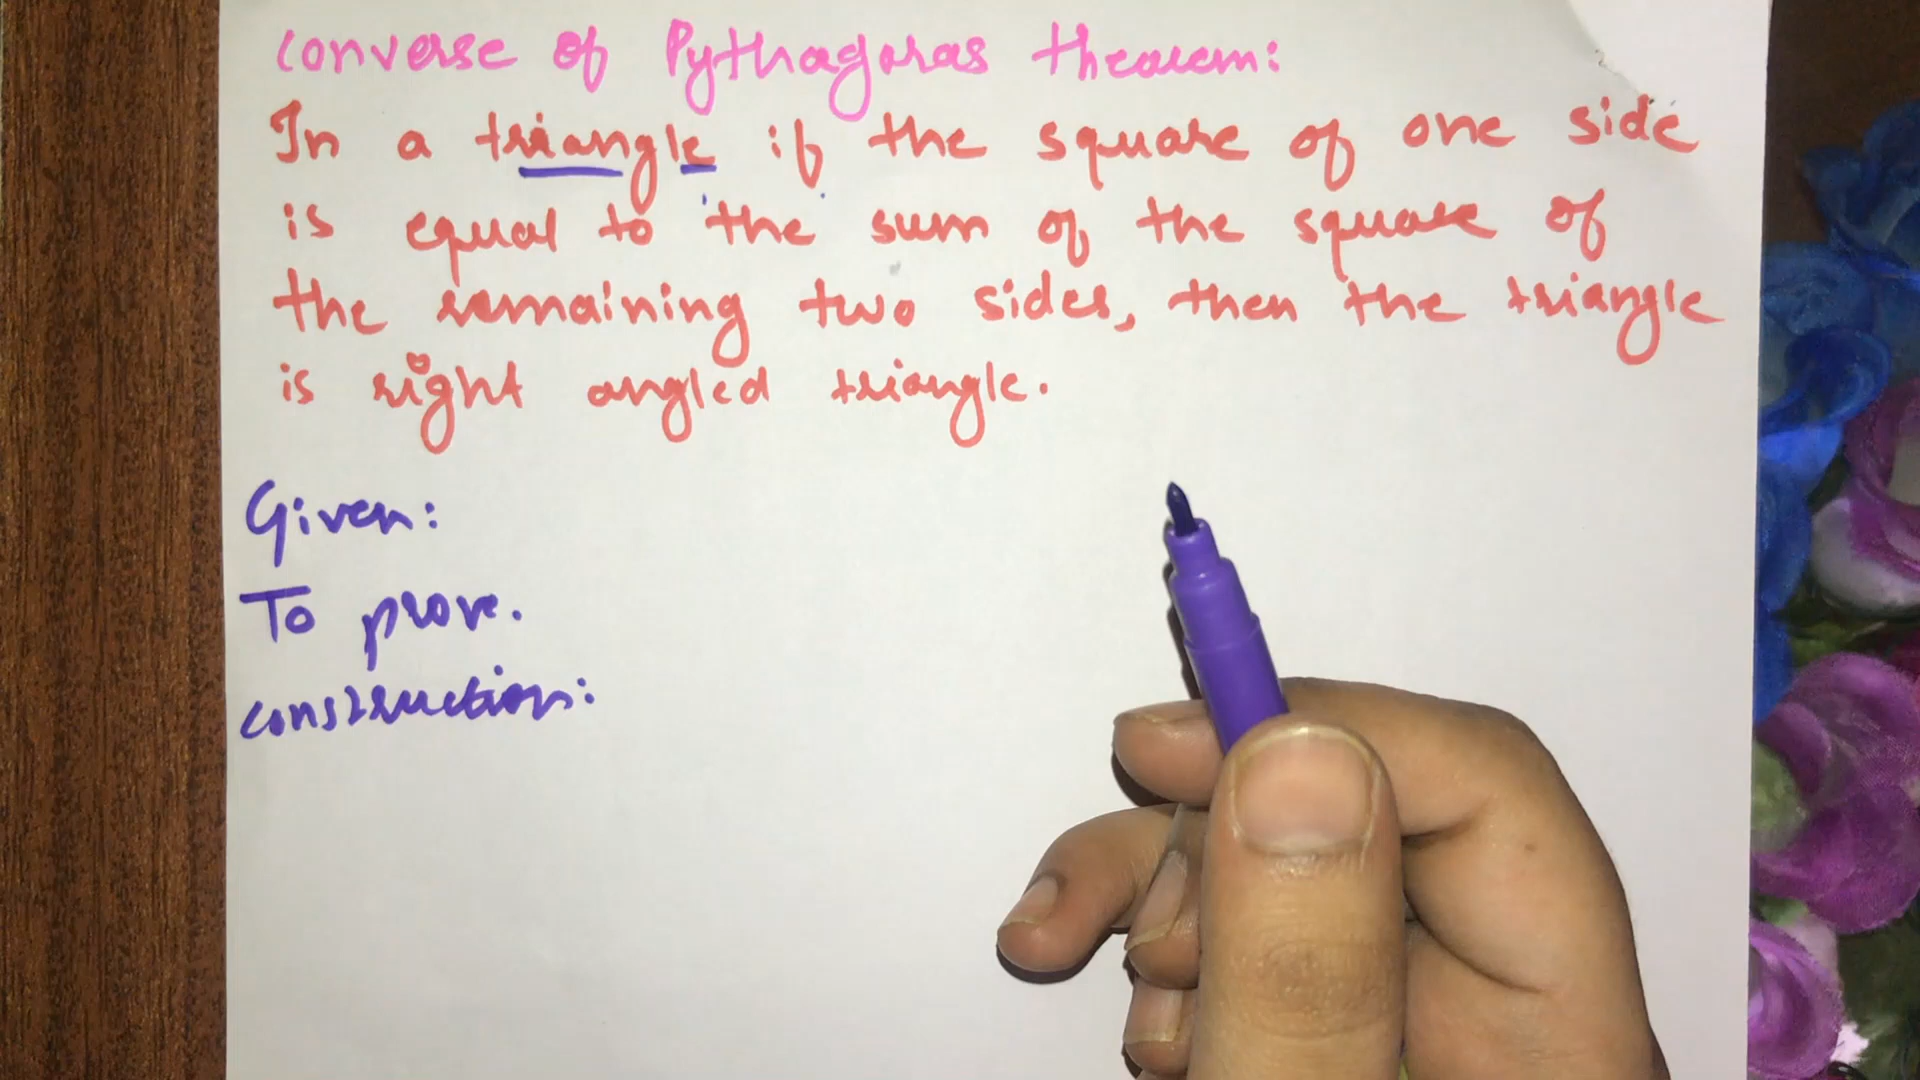 converse of Pythagoras theorem:
In a triangle if the square of one side
is equal to the sum of the square of
the remaining two sides, then the triangle
is right angled triangle.
Given:
To prove.
construction: